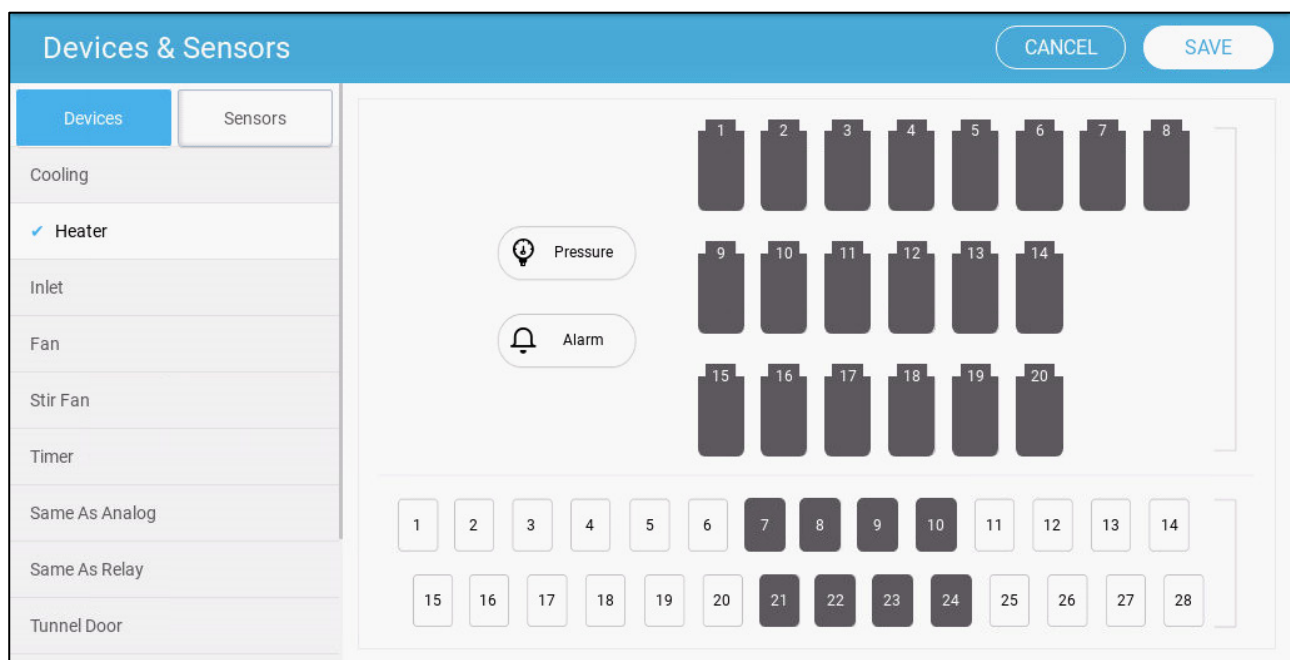 Devices & Sensors
CANCEL
SAVE
Devices
Sensors
Cooling
Heater
Inlet
Fan
Stir Fan
Timer
Same As Analog
Same As Relay
Tunnel Door
Pressure
Alarm
1 2 3 4 5 6 7 8
9 10 11 12 13 14
15 16 17 18 19 20
1 2 3 4 5 6 7 8 9 10 11 12 13 14
15 16 17 18 19 20 21 22 23 24 25 26 27 28